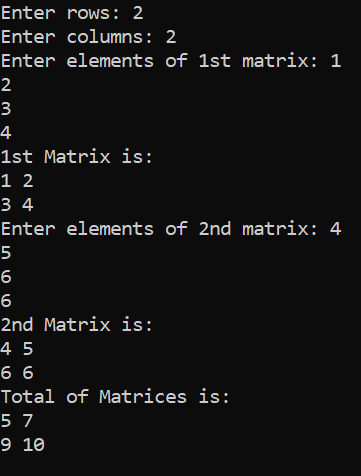 Enter rows: 2
Enter columns: 2
Enter elements of 1st matrix: 1
2
3
4
1st Matrix is:
1 2
3 4
Enter elements of 2nd matrix: 4
5
6
6
2nd Matrix is:
4 5
6 6
Total of Matrices is:
5 7
9 10